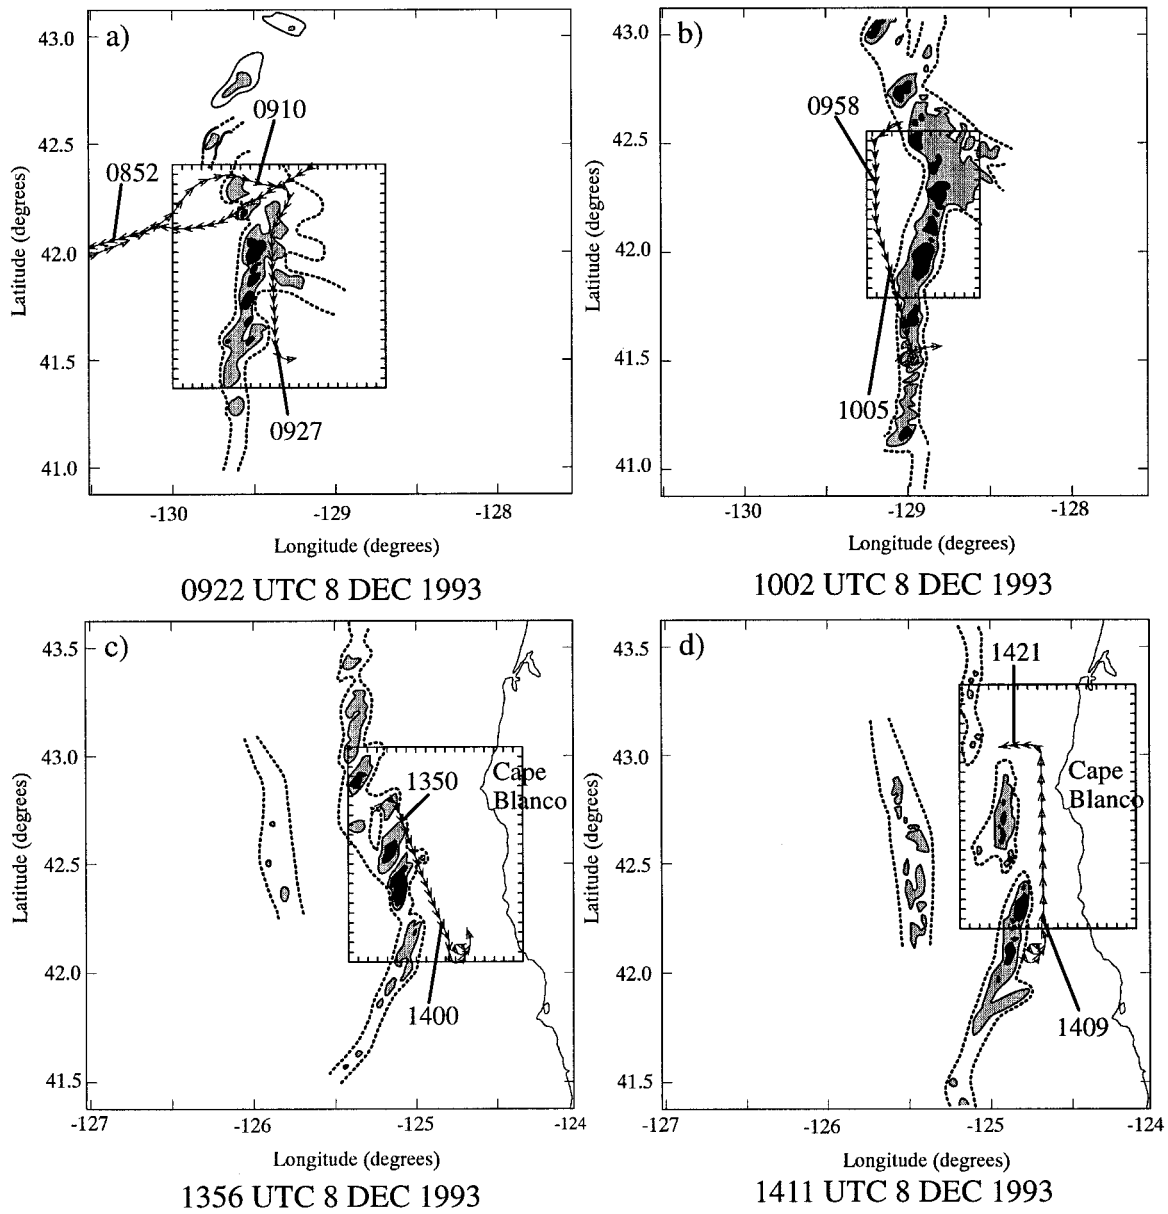 a)
43.0
42.5
42.0
41.5
41.0
Latitude (degrees)
0910
0852
0927
-130
-129
-128
Longitude (degrees)
0922 UTC 8 DEC 1993
b)
43.0
42.5
42.0
41.5
41.0
Latitude (degrees)
0958
1005
-130
-129
-128
Longitude (degrees)
1002 UTC 8 DEC 1993
c)
43.5
43.0
42.5
42.0
41.5
Latitude (degrees)
Cape
Blanco
1350
1400
-127
-126
-125
-124
Longitude (degrees)
1356 UTC 8 DEC 1993
d)
43.5
43.0
42.5
42.0
41.5
Latitude (degrees)
1421
Cape
Blanco
1409
-127
-126
-125
-124
Longitude (degrees)
1411 UTC 8 DEC 1993